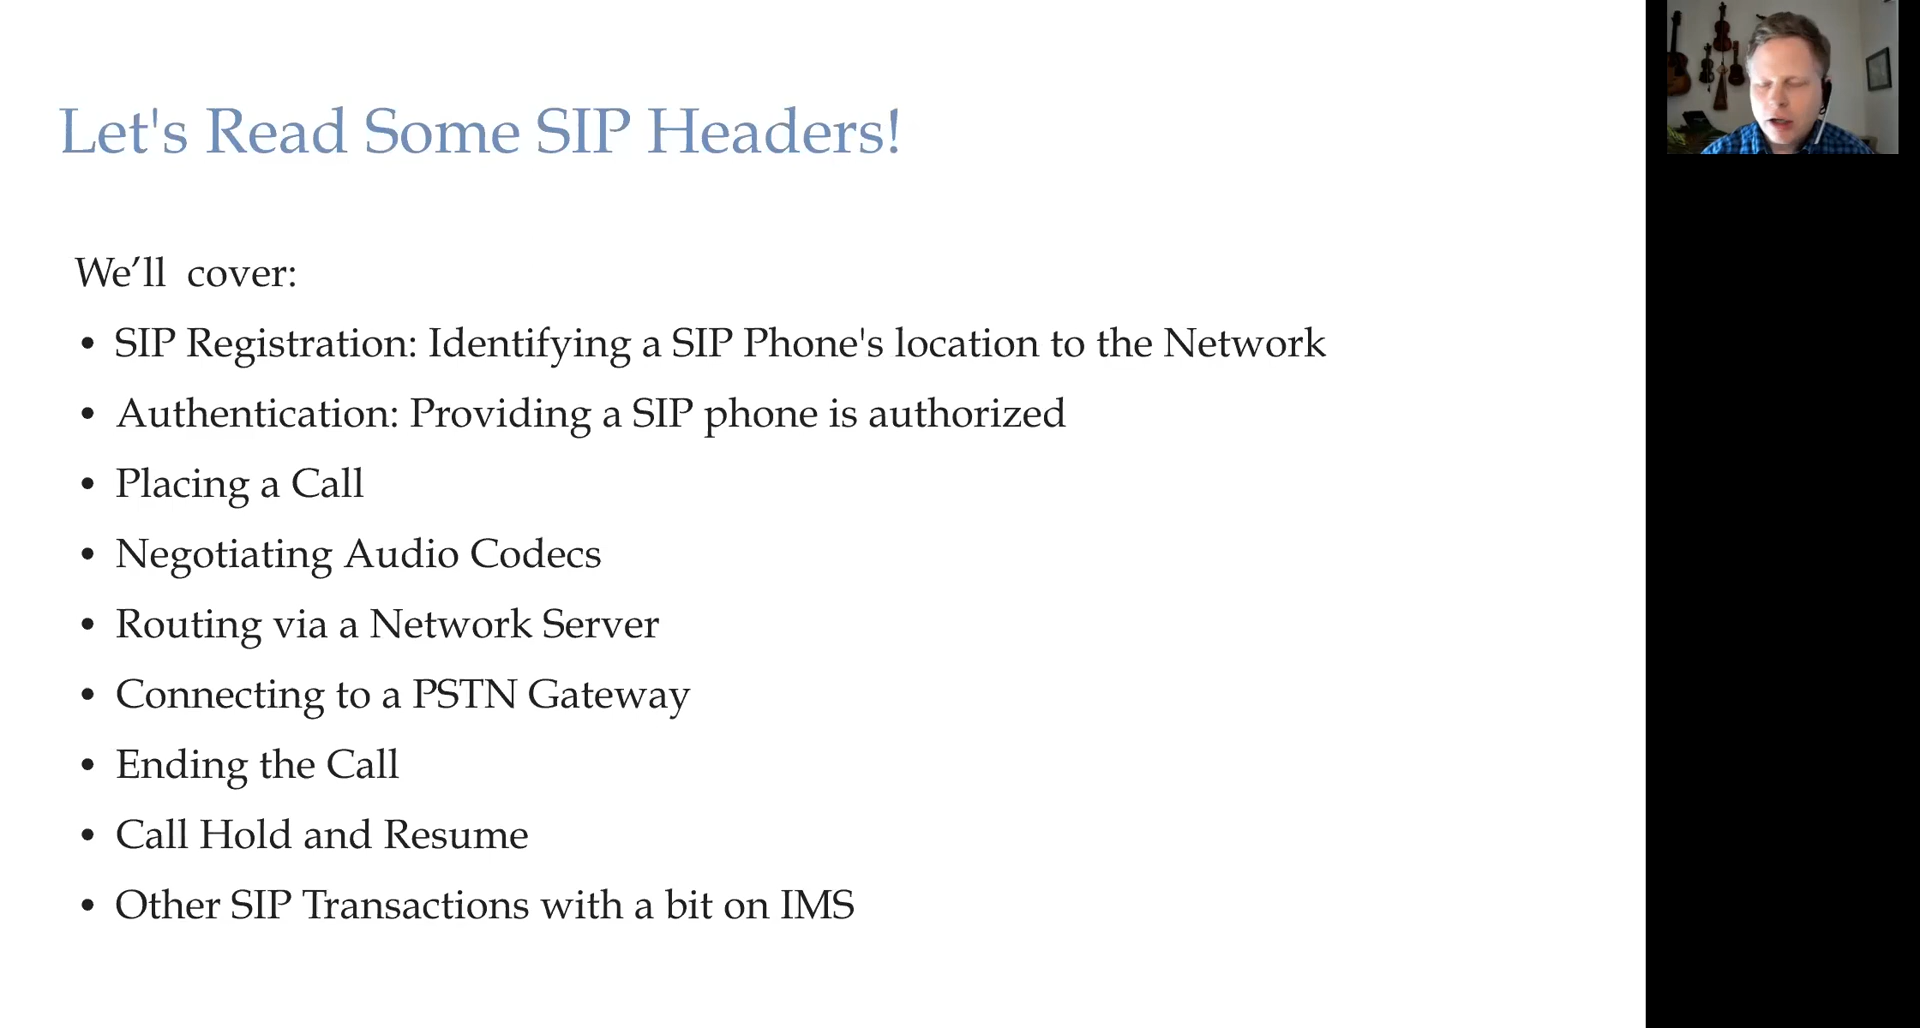 Let's Read Some SIP Headers!
We’ll cover:
• SIP Registration: Identifying a SIP Phone's location to the Network
• Authentication: Providing a SIP phone is authorized
• Placing a Call
• Negotiating Audio Codecs
• Routing via a Network Server
• Connecting to a PSTN Gateway
• Ending the Call
• Call Hold and Resume
• Other SIP Transactions with a bit on IMS